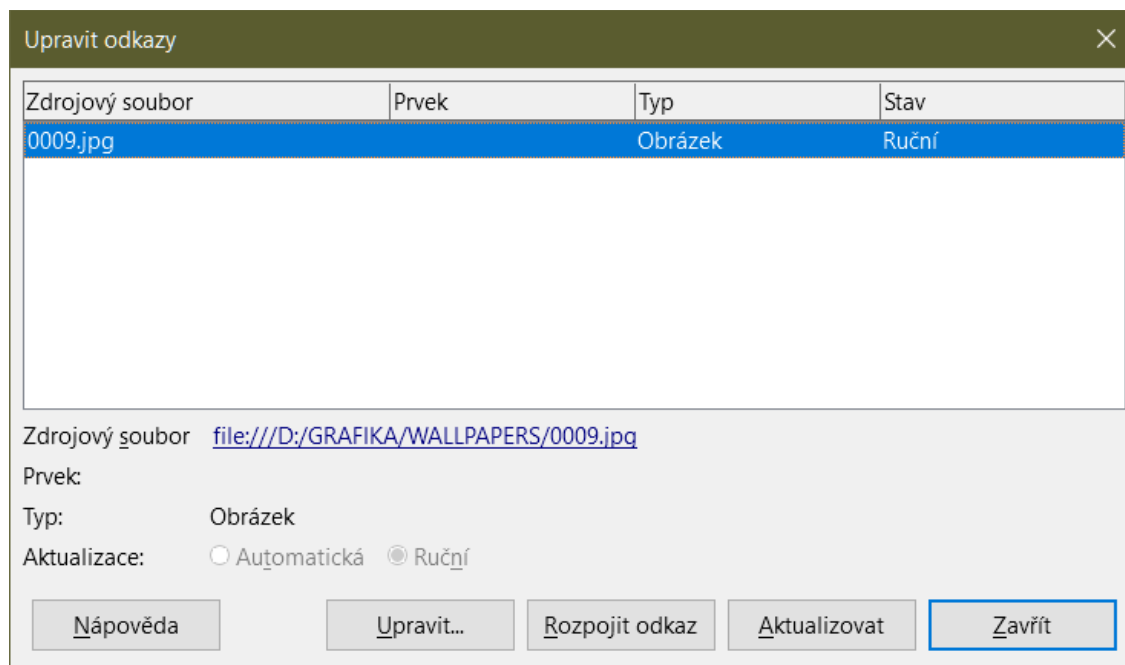 Upravit odkazy
Zdrojový soubor Prvek Typ Stav
0009.jpg Obrázek Ruční
Zdrojový soubor file:///D:/GRAFIKA/WALLPAPERS/0009.jpg
Prvek:
Typ: Obrázek
Aktualizace: Automatická Ruční
Nápověda Upravit... Rozpojit odkaz Aktualizovat Zavřít